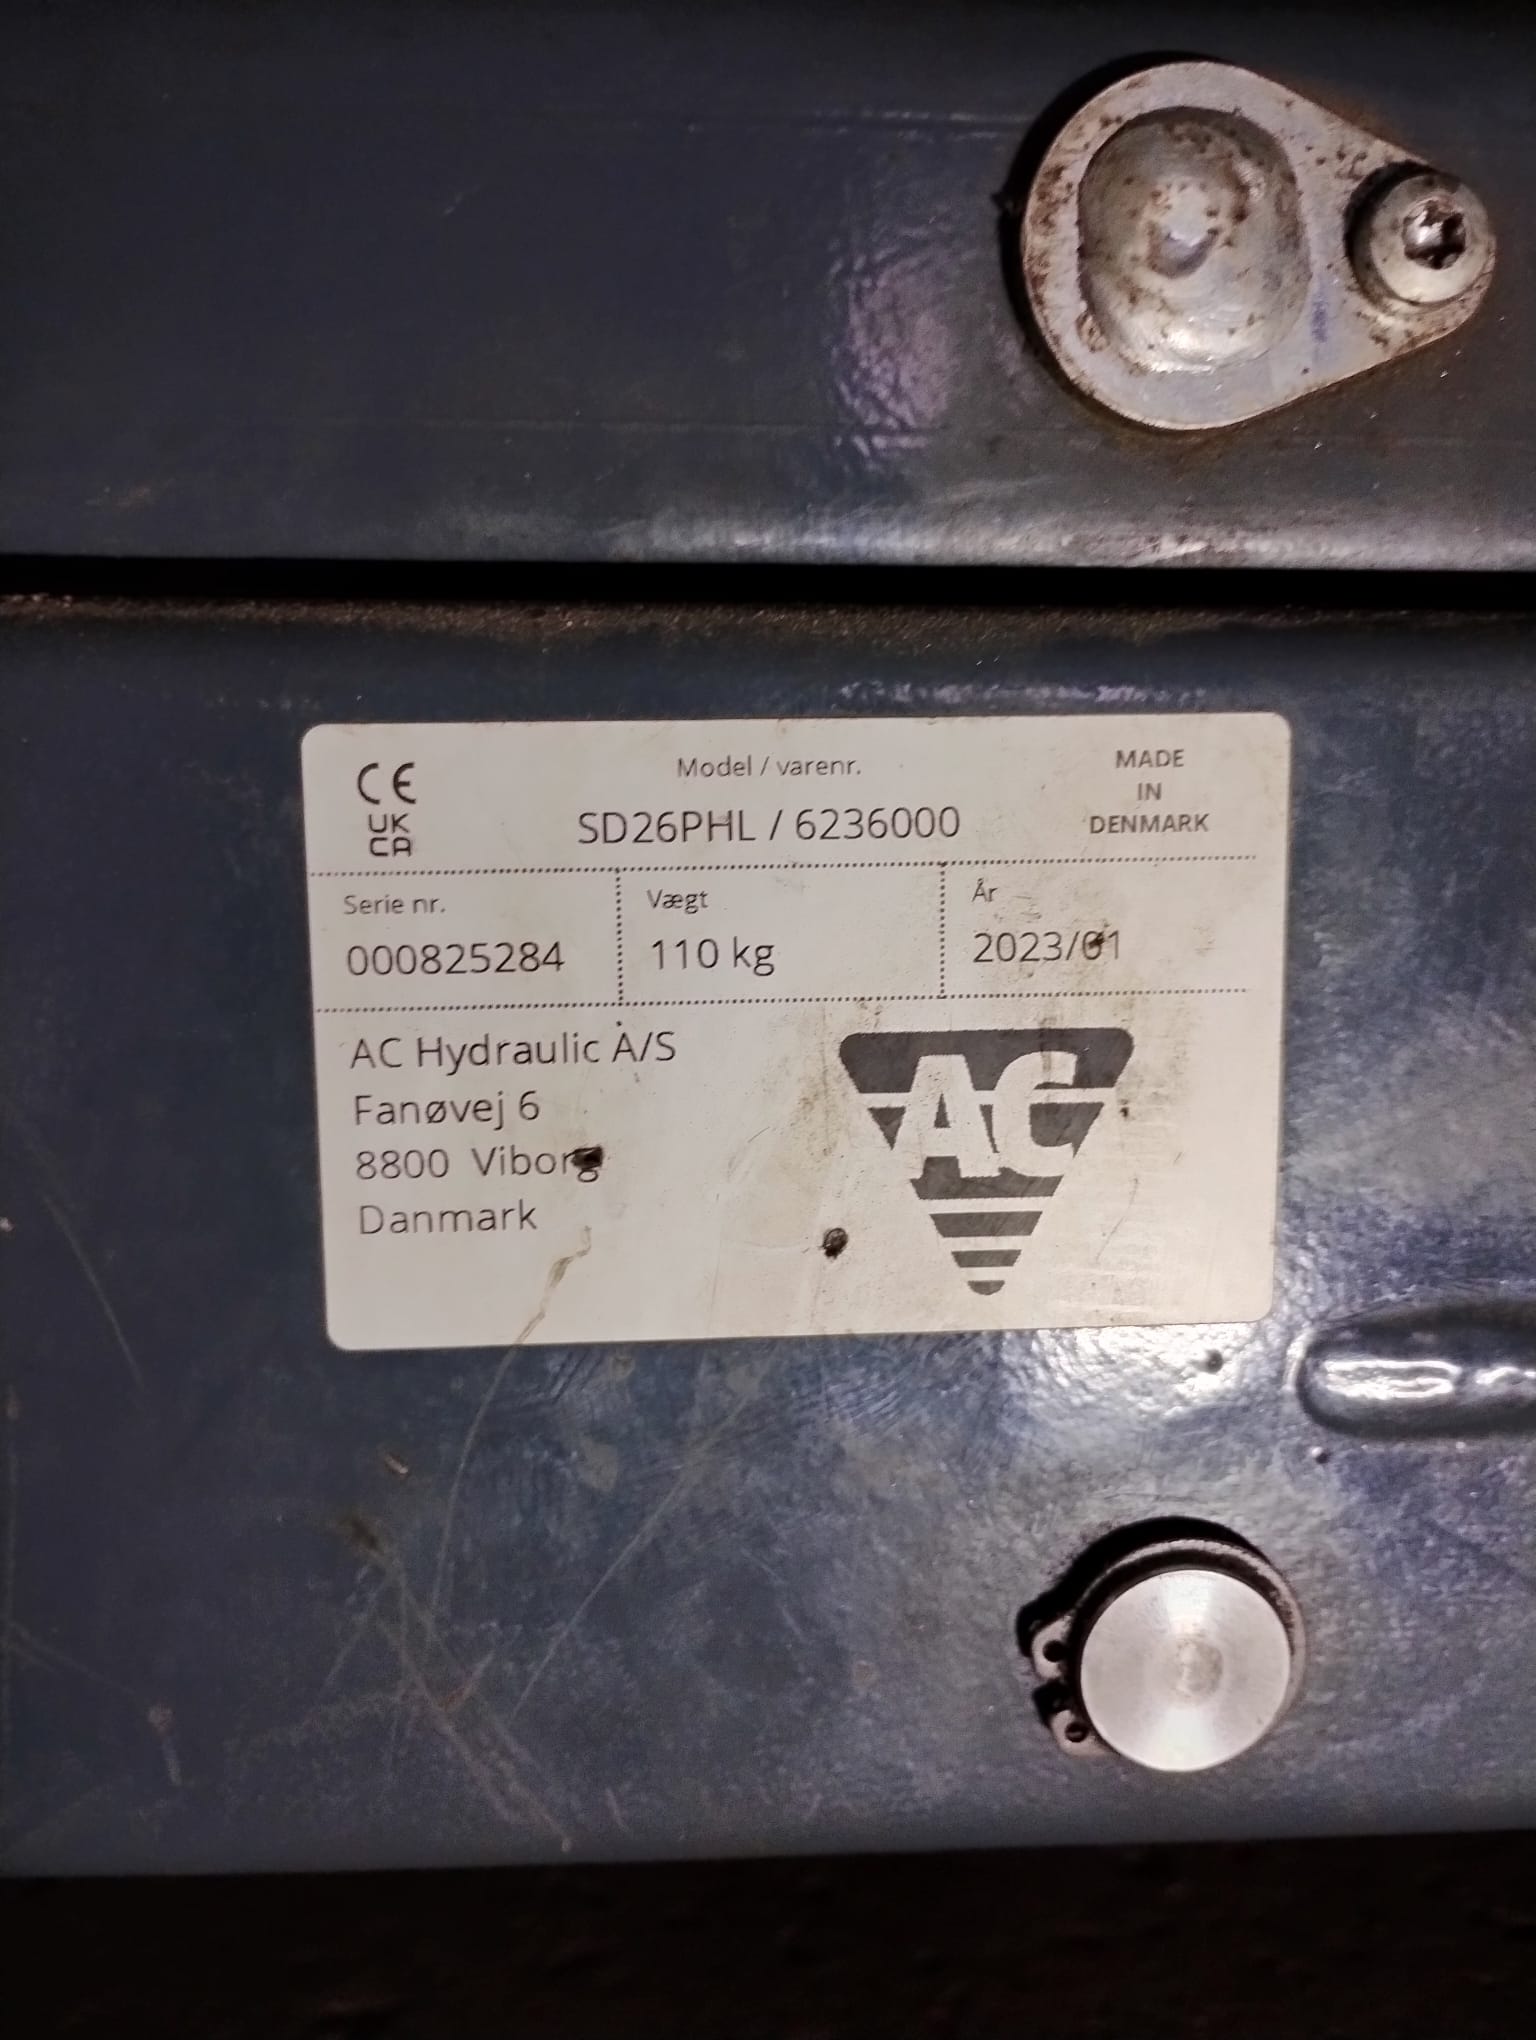 CE
UK
CA
Model / varenr.
SD26PHL / 6236000
MADE
IN
DENMARK
Serie nr.
000825284
Vægt
110 kg
År
2023/01
AC Hydraulic A/S
Fanøvej 6
8800 Viborg
Danmark
AC